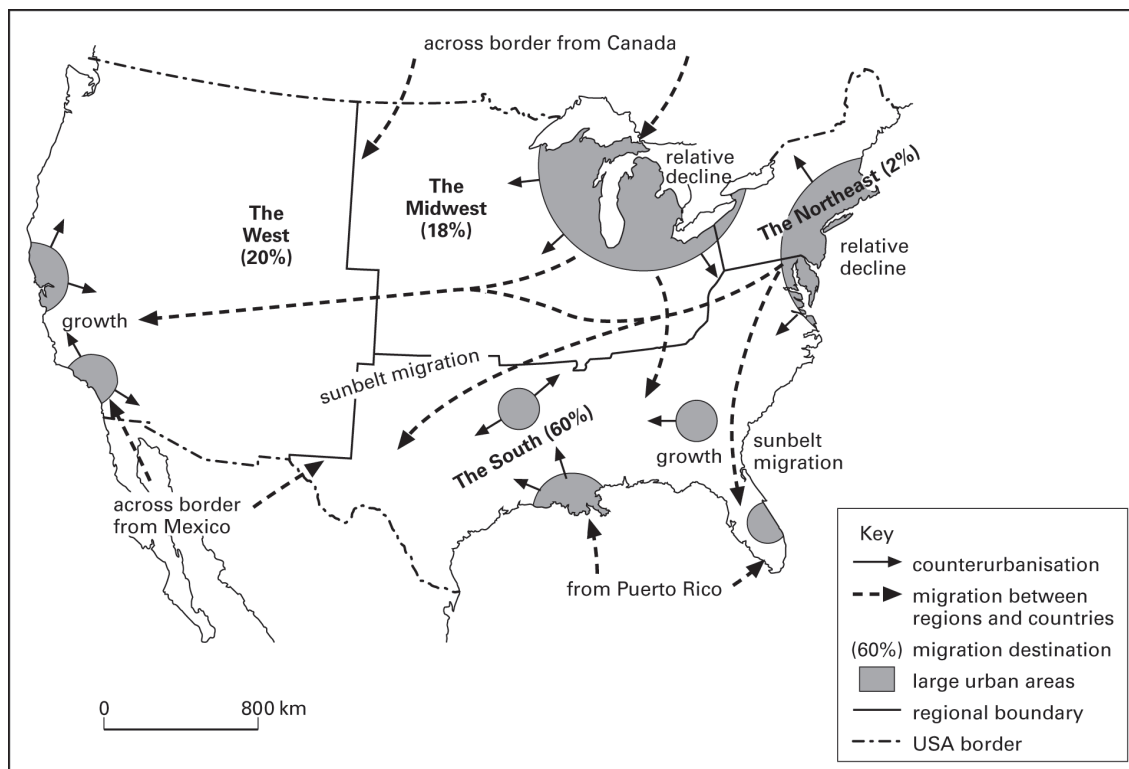 across border from Canada
relative
decline
The Northeast (2%)
The
Midwest
(18%)
The
West
(20%)
relative
decline
growth
sunbelt migration
The South (60%)
growth
sunbelt
migration
across border
from Mexico
from Puerto Rico
Key
counterurbanisation
migration between
regions and countries
(60%) migration destination
large urban areas
regional boundary
USA border
0 800 km